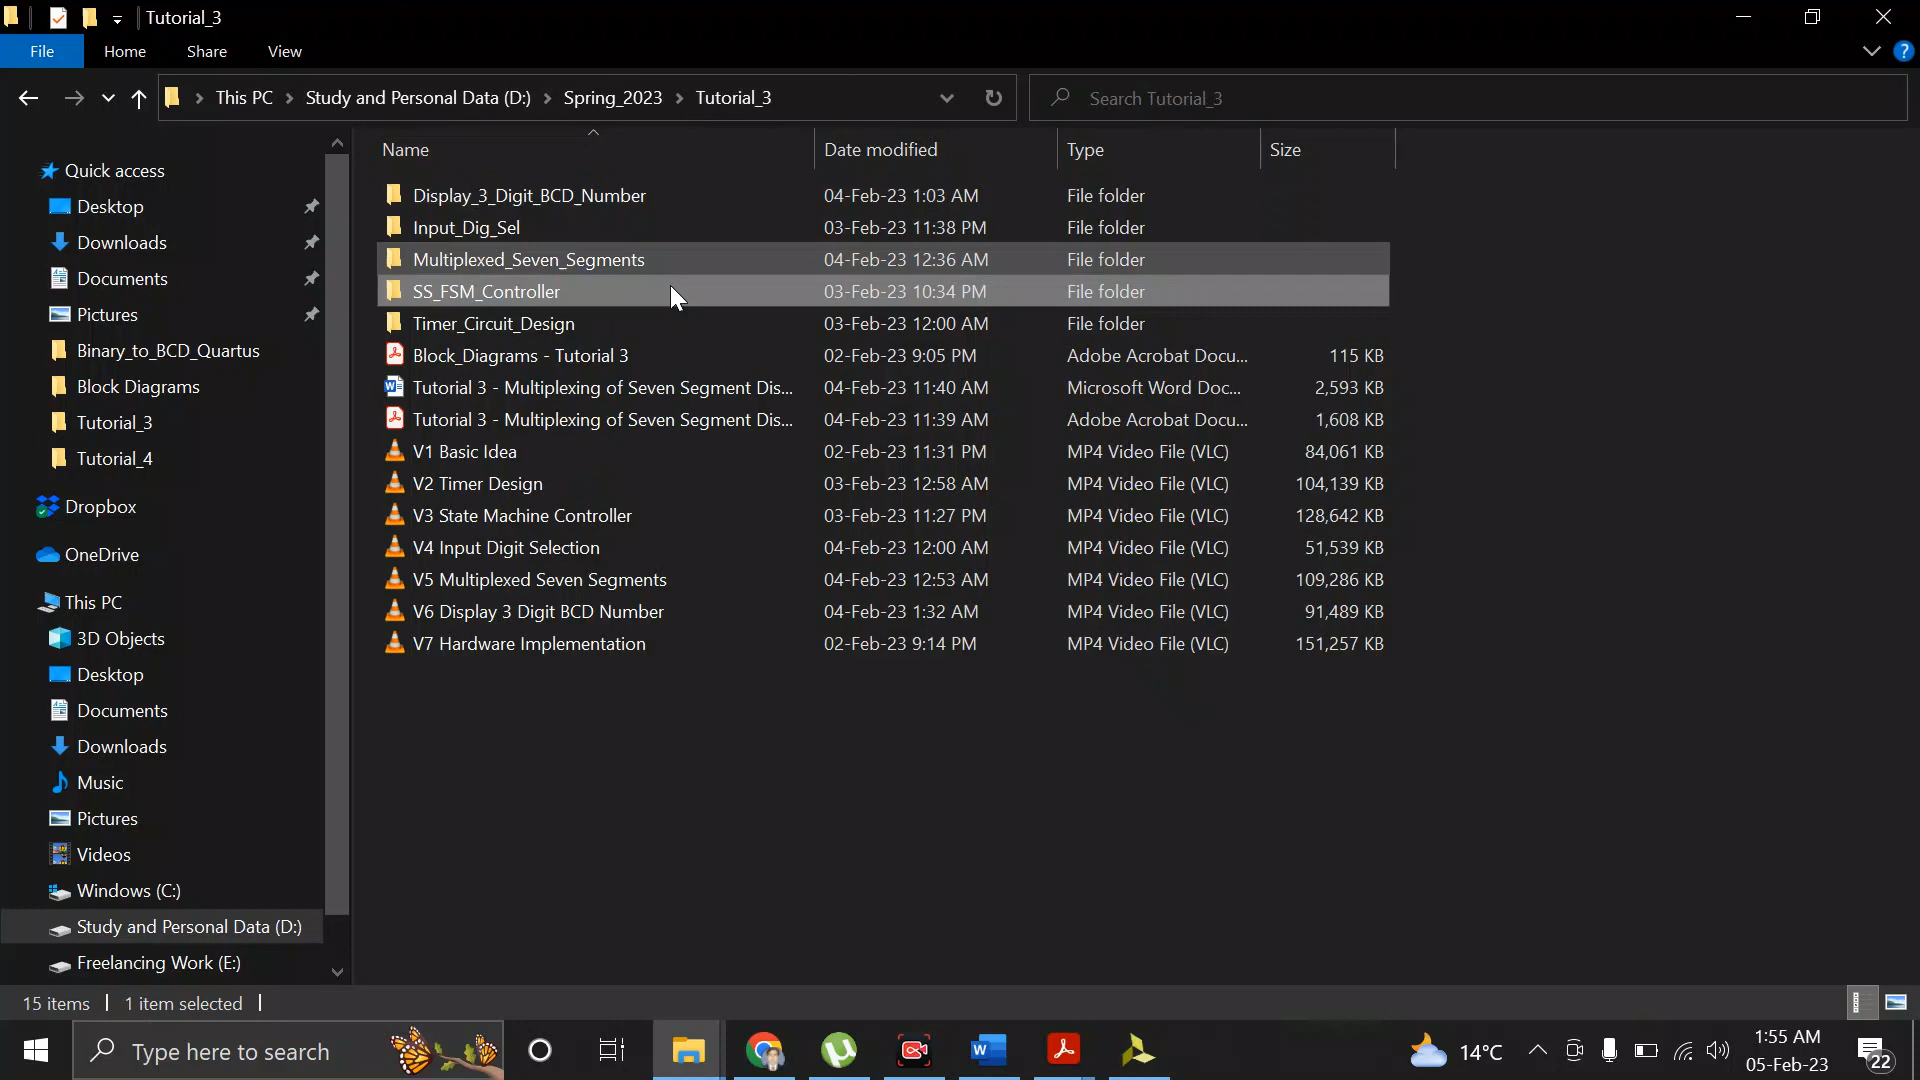 Tutorial_3
File Home Share View
This PC Study and Personal Data (D:) Spring_2023 Tutorial_3
Search Tutorial_3
Name Date modified Type Size
Display_3_Digit_BCD_Number 04-Feb-23 1:03 AM File folder
Input_Dig_Sel 03-Feb-23 11:38 PM File folder
Multiplexed_Seven_Segments 04-Feb-23 12:36 AM File folder
SS_FSM_Controller 03-Feb-23 10:34 PM File folder
Timer_Circuit_Design 03-Feb-23 12:00 AM File folder
Block_Diagrams - Tutorial 3 02-Feb-23 9:05 PM Adobe Acrobat Docu... 115 KB
Tutorial 3 - Multiplexing of Seven Segment Dis... 04-Feb-23 11:40 AM Microsoft Word Doc... 2,593 KB
Tutorial 3 - Multiplexing of Seven Segment Dis... 04-Feb-23 11:39 AM Adobe Acrobat Docu... 1,608 KB
V1 Basic Idea 02-Feb-23 11:31 PM MP4 Video File (VLC) 84,061 KB
V2 Timer Design 03-Feb-23 12:58 AM MP4 Video File (VLC) 104,139 KB
V3 State Machine Controller 03-Feb-23 11:27 PM MP4 Video File (VLC) 128,642 KB
V4 Input Digit Selection 04-Feb-23 12:00 AM MP4 Video File (VLC) 51,539 KB
V5 Multiplexed Seven Segments 04-Feb-23 12:53 AM MP4 Video File (VLC) 109,286 KB
V6 Display 3 Digit BCD Number 04-Feb-23 1:32 AM MP4 Video File (VLC) 91,489 KB
V7 Hardware Implementation 02-Feb-23 9:14 PM MP4 Video File (VLC) 151,257 KB
Quick access
Desktop
Downloads
Documents
Pictures
Binary_to_BCD_Quartus
Block Diagrams
Tutorial_3
Tutorial_4
Dropbox
OneDrive
This PC
3D Objects
Desktop
Documents
Downloads
Music
Pictures
Videos
Windows (C:)
Study and Personal Data (D:)
Freelancing Work (E:)
15 items 1 item selected
Type here to search
14°C
1:55 AM
05-Feb-23
22